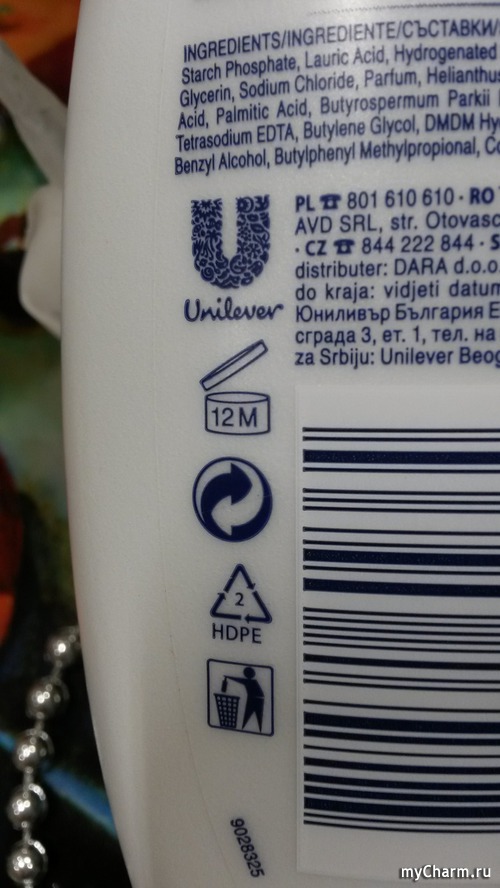 INGREDIENTS/INGREDIENTE/СЪСТАВКИ/
Starch Phosphate, Lauric Acid, Hydrogenated
Glycerin, Sodium Chloride, Parfum, Helianthus
Acid, Palmitic Acid, Butyrospermum Parkii
Tetrasodium EDTA, Butylene Glycol, DMDM Hy
Benzyl Alcohol, Butylphenyl Methylpropional, Co
Unilever
PL ☎ 801 610 610 · RO
AVD SRL, str. Otovasc
· CZ ☎ 844 222 844 · S
distributer: DARA d.o.o.
do kraja: vidjeti datum
Юниливър България Е
сграда 3, ет. 1, тел. на
za Srbiju: Unilever Beog
12 M
2
HDPE
9028325
myCharm.ru